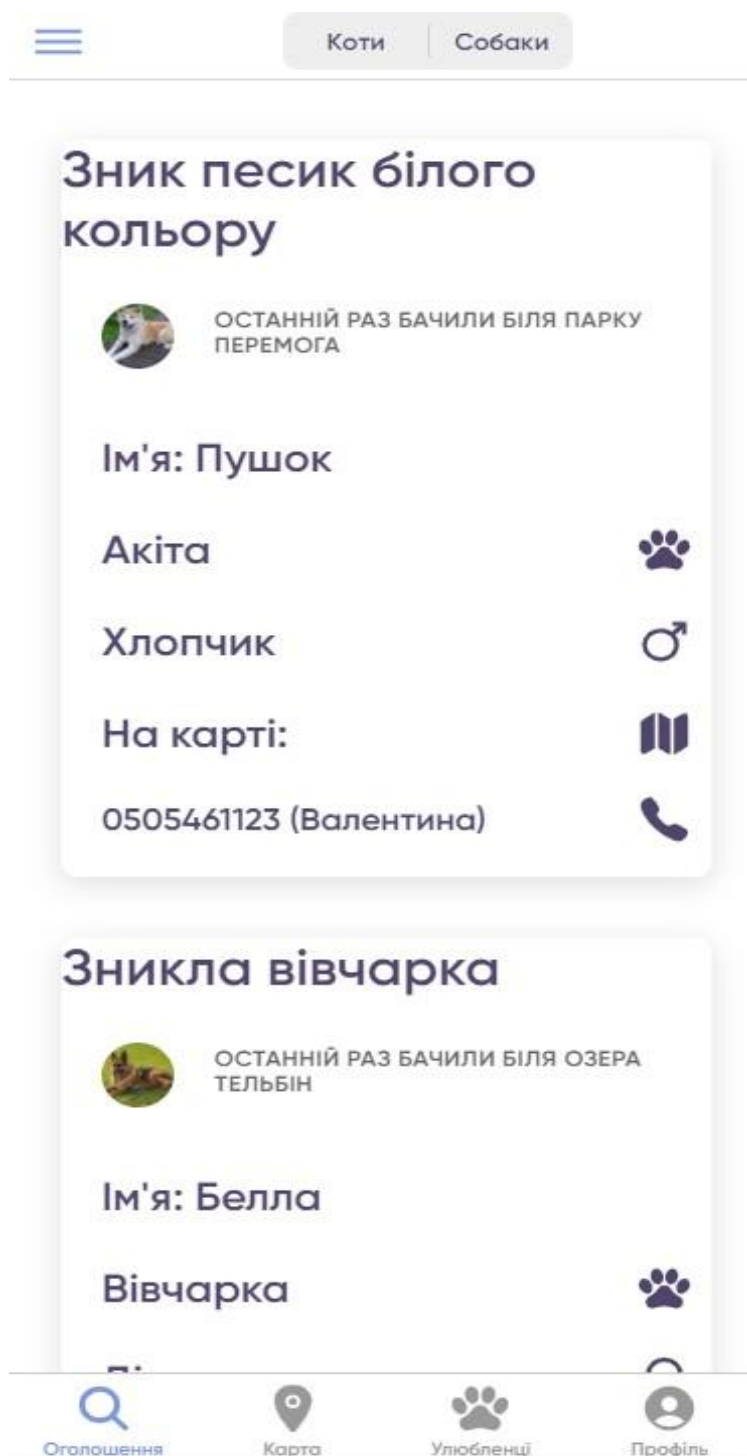 Коти Собаки
Зник песик білого
кольору
ОСТАННІЙ РАЗ БАЧИЛИ БІЛЯ ПАРКУ
ПЕРЕМОГА
Ім'я: Пушок
Акіта
Хлопчик
На карті:
0505461123 (Валентина)
Зникла вівчарка
ОСТАННІЙ РАЗ БАЧИЛИ БІЛЯ ОЗЕРА
ТЕЛЬБІН
Ім'я: Белла
Вівчарка
Оголошення Карта Улюбленці Профіль